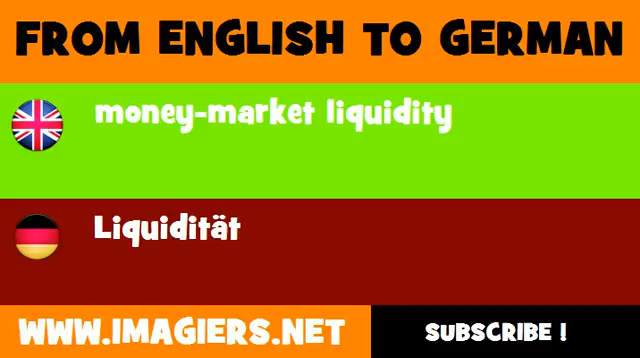 FROM ENGLISH TO GERMAN
money-market liquidity
Liquidität
WWW.IMAGIERS.NET
SUBSCRIBE !